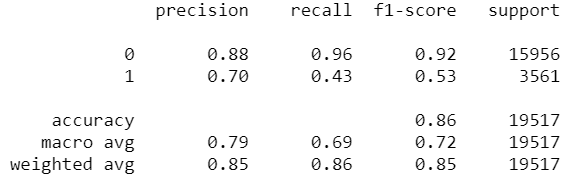 precision recall f1-score support
0 0.88 0.96 0.92 15956
1 0.70 0.43 0.53 3561
accuracy 0.86 19517
macro avg 0.79 0.69 0.72 19517
weighted avg 0.85 0.86 0.85 19517